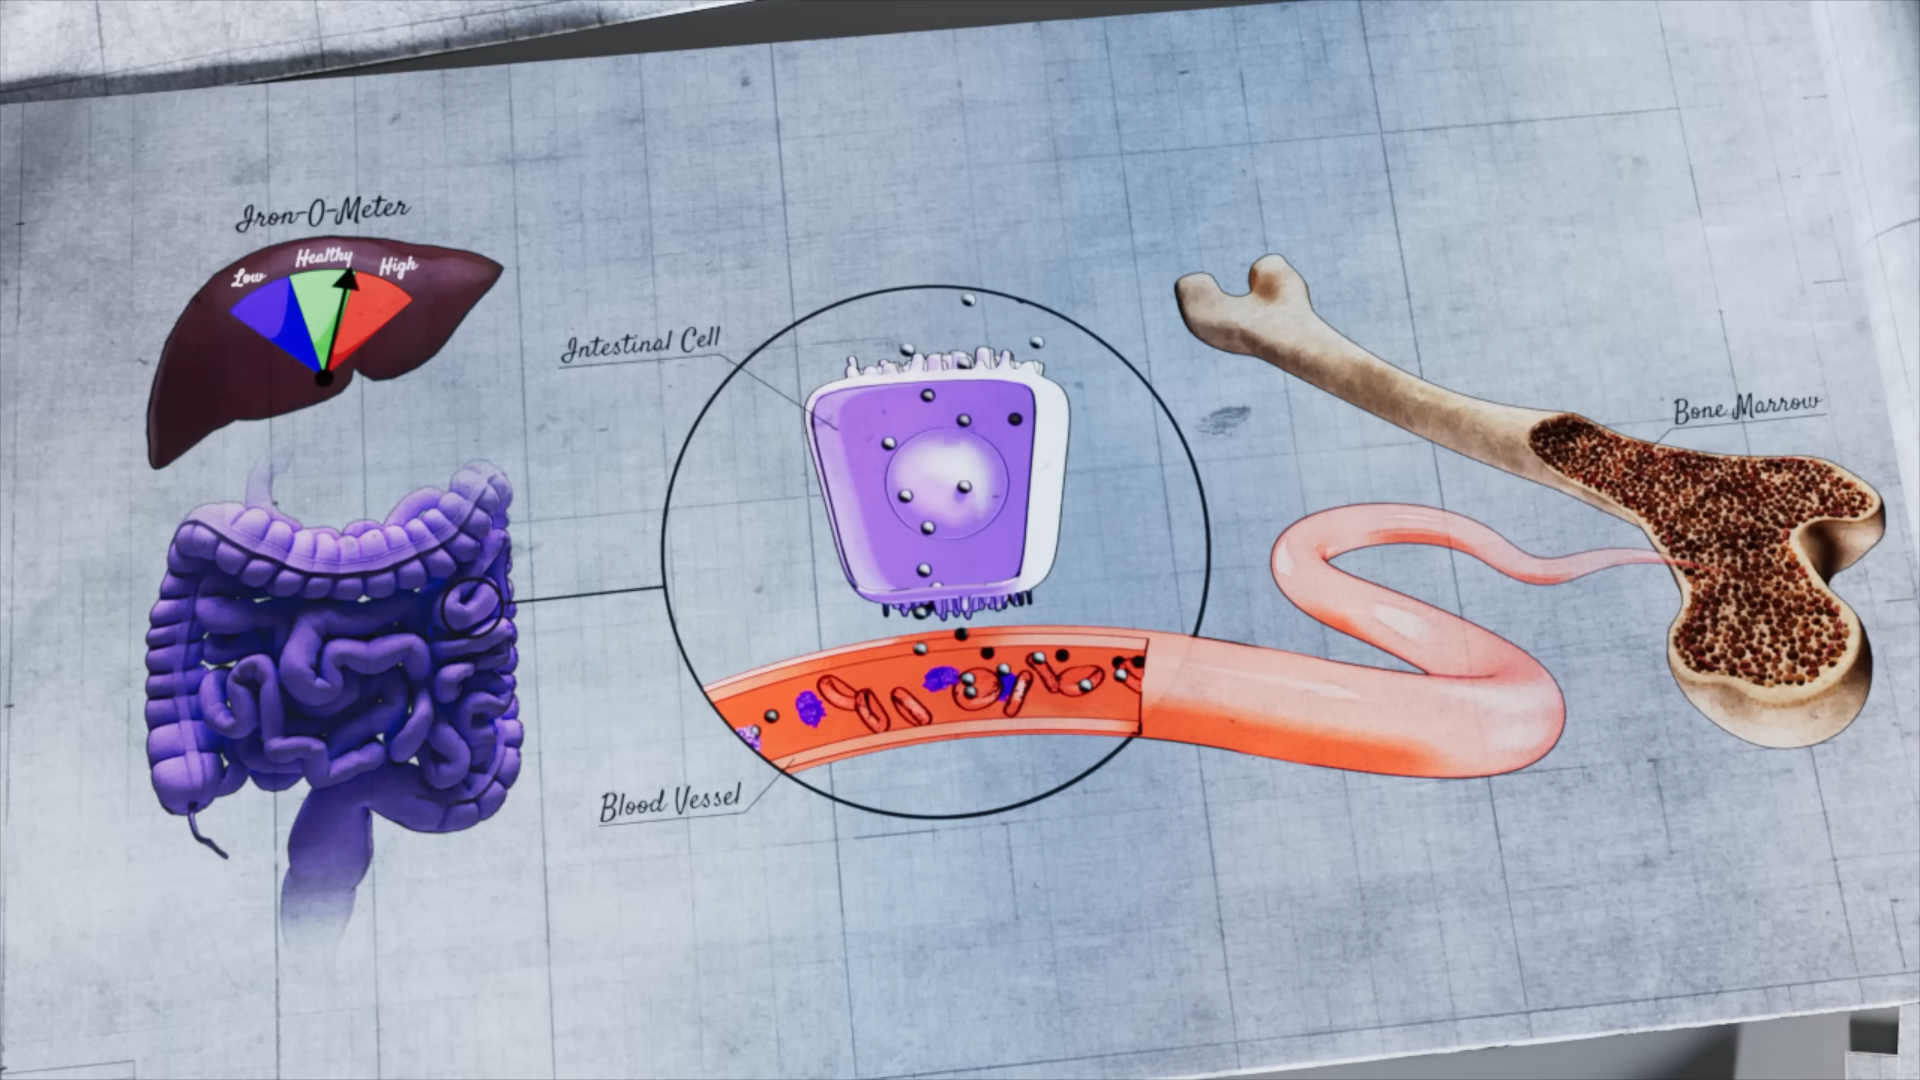 Iron-O-Meter
Low
Healthy
High
Intestinal Cell
Bone Marrow
Blood Vessel